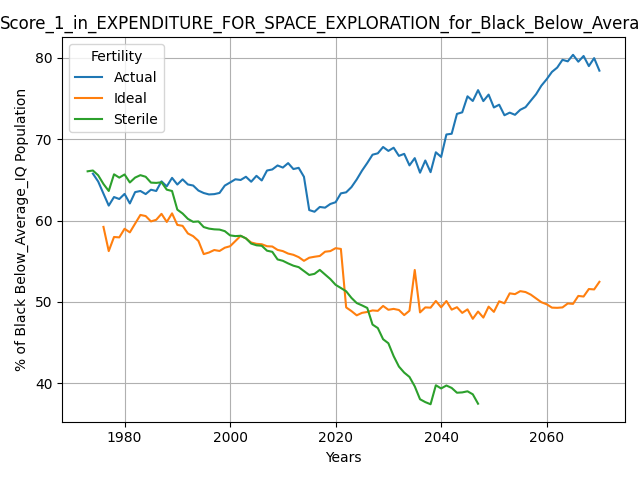 Score_1_in_EXPENDITURE_FOR_SPACE_EXPLORATION_for_Black_Below_Avera
Fertility
Actual
Ideal
Sterile
% of Black Below_Average_IQ Population
80
70
60
50
40
1980 2000 2020 2040 2060
Years